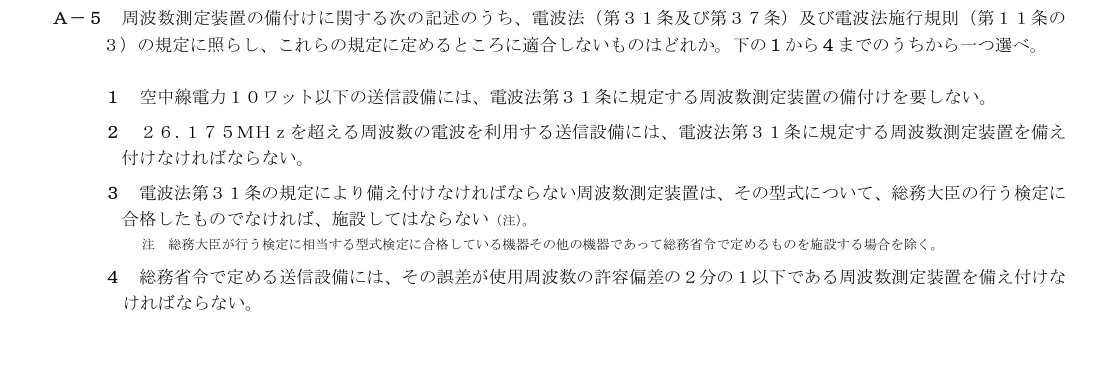 Ａ－５　周波数測定装置の備付けに関する次の記述のうち、電波法（第３１条及び第３７条）及び電波法施行規則（第１１条の
３）の規定に照らし、これらの規定に定めるところに適合しないものはどれか。下の１から４までのうちから一つ選べ。
１　空中線電力１０ワット以下の送信設備には、電波法第３１条に規定する周波数測定装置の備付けを要しない。
２　２６．１７５ＭＨｚを超える周波数の電波を利用する送信設備には、電波法第３１条に規定する周波数測定装置を備え
付けなければならない。
３　電波法第３１条の規定により備え付けなければならない周波数測定装置は、その型式について、総務大臣の行う検定に
合格したものでなければ、施設してはならない（注）。
注　総務大臣が行う検定に相当する型式検定に合格している機器その他の機器であって総務省令で定めるものを施設する場合を除く。
４　総務省令で定める送信設備には、その誤差が使用周波数の許容偏差の２分の１以下である周波数測定装置を備え付けな
ければならない。